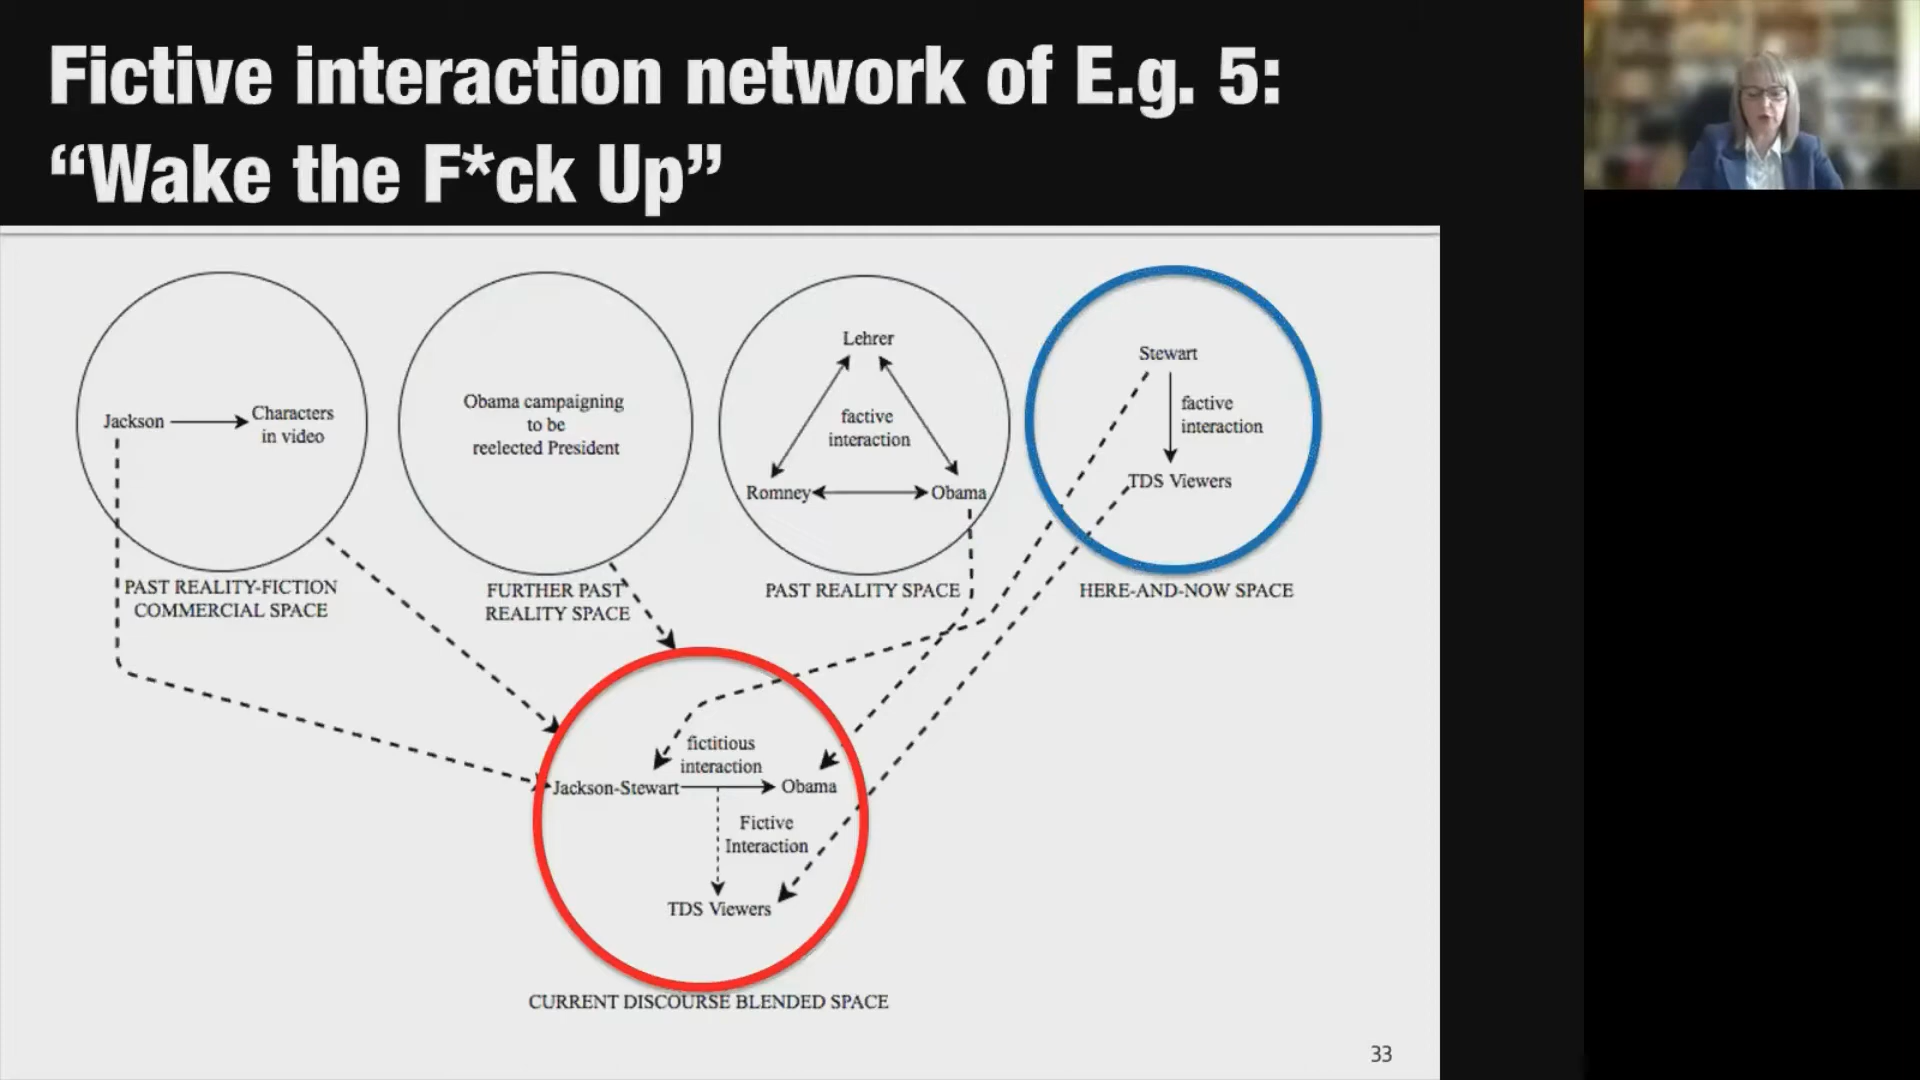 Fictive interaction network of E.g. 5:
“Wake the F*ck Up”
Jackson
Characters
in video
PAST REALITY-FICTION
COMMERCIAL SPACE
Obama campaigning
to be
reelected President
FURTHER PAST
REALITY SPACE
Lehrer
factive
interaction
Romney
Obama
PAST REALITY SPACE
Stewart
factive
interaction
TDS Viewers
HERE-AND-NOW SPACE
fictitious
interaction
Jackson-Stewart
Obama
Fictive
Interaction
TDS Viewers
CURRENT DISCOURSE BLENDED SPACE
33